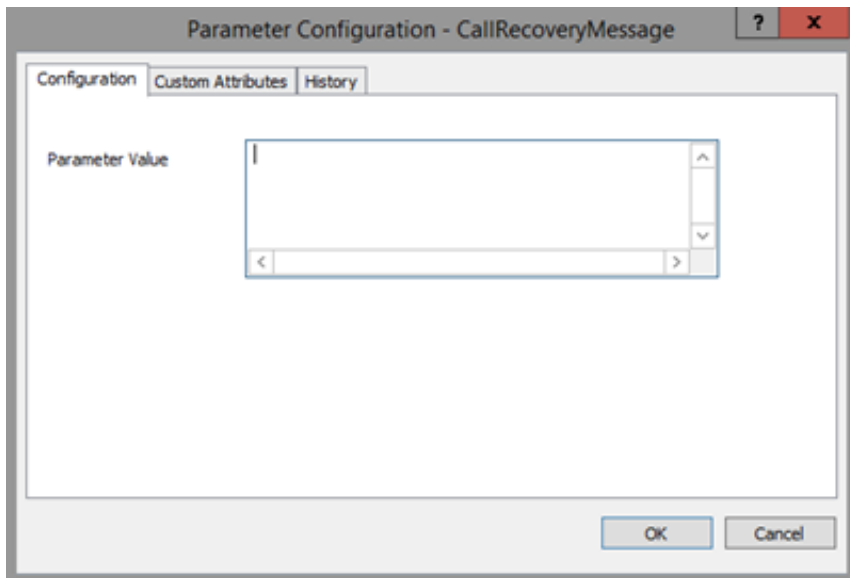 Parameter Configuration - CallRecoveryMessage
? x
Configuration Custom Attributes History
Parameter Value
OK Cancel